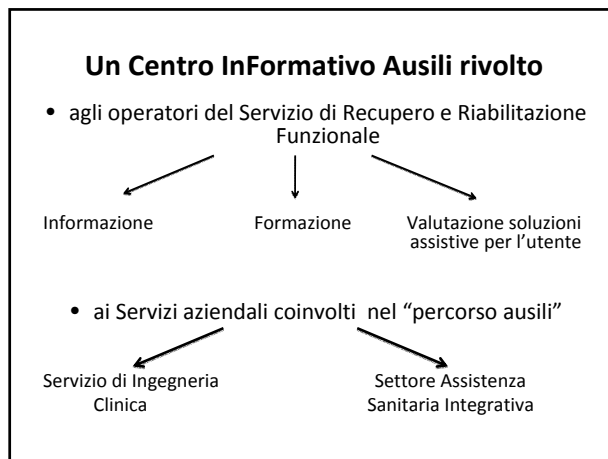 Un Centro InFormativo Ausili rivolto
• agli operatori del Servizio di Recupero e Riabilitazione
Funzionale
Informazione Formazione Valutazione soluzioni
assistive per l'utente
• ai Servizi aziendali coinvolti nel “percorso ausili”
Servizio di Ingegneria Settore Assistenza
Clinica Sanitaria Integrativa